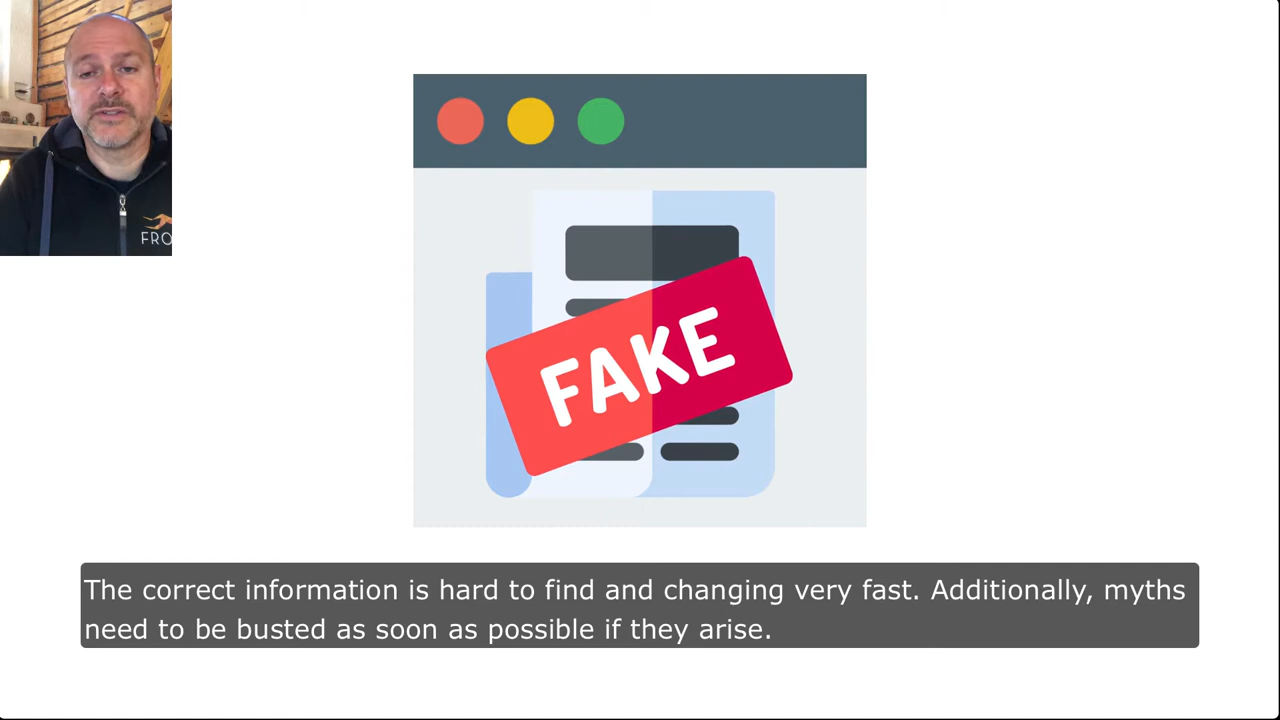 FRO
FAKE
The correct information is hard to find and changing very fast. Additionally, myths
need to be busted as soon as possible if they arise.